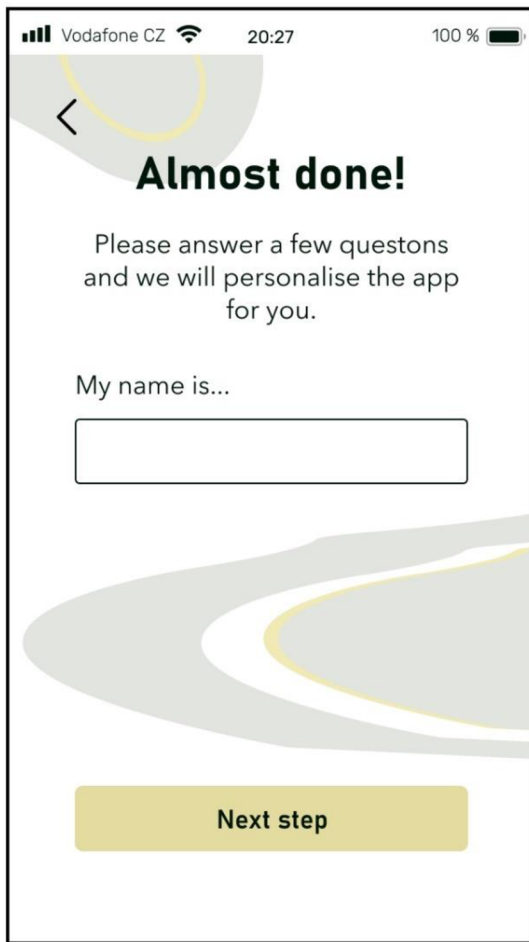 Vodafone CZ 20:27 100 %
Almost done!
Please answer a few questons
and we will personalise the app
for you.
My name is...
Next step